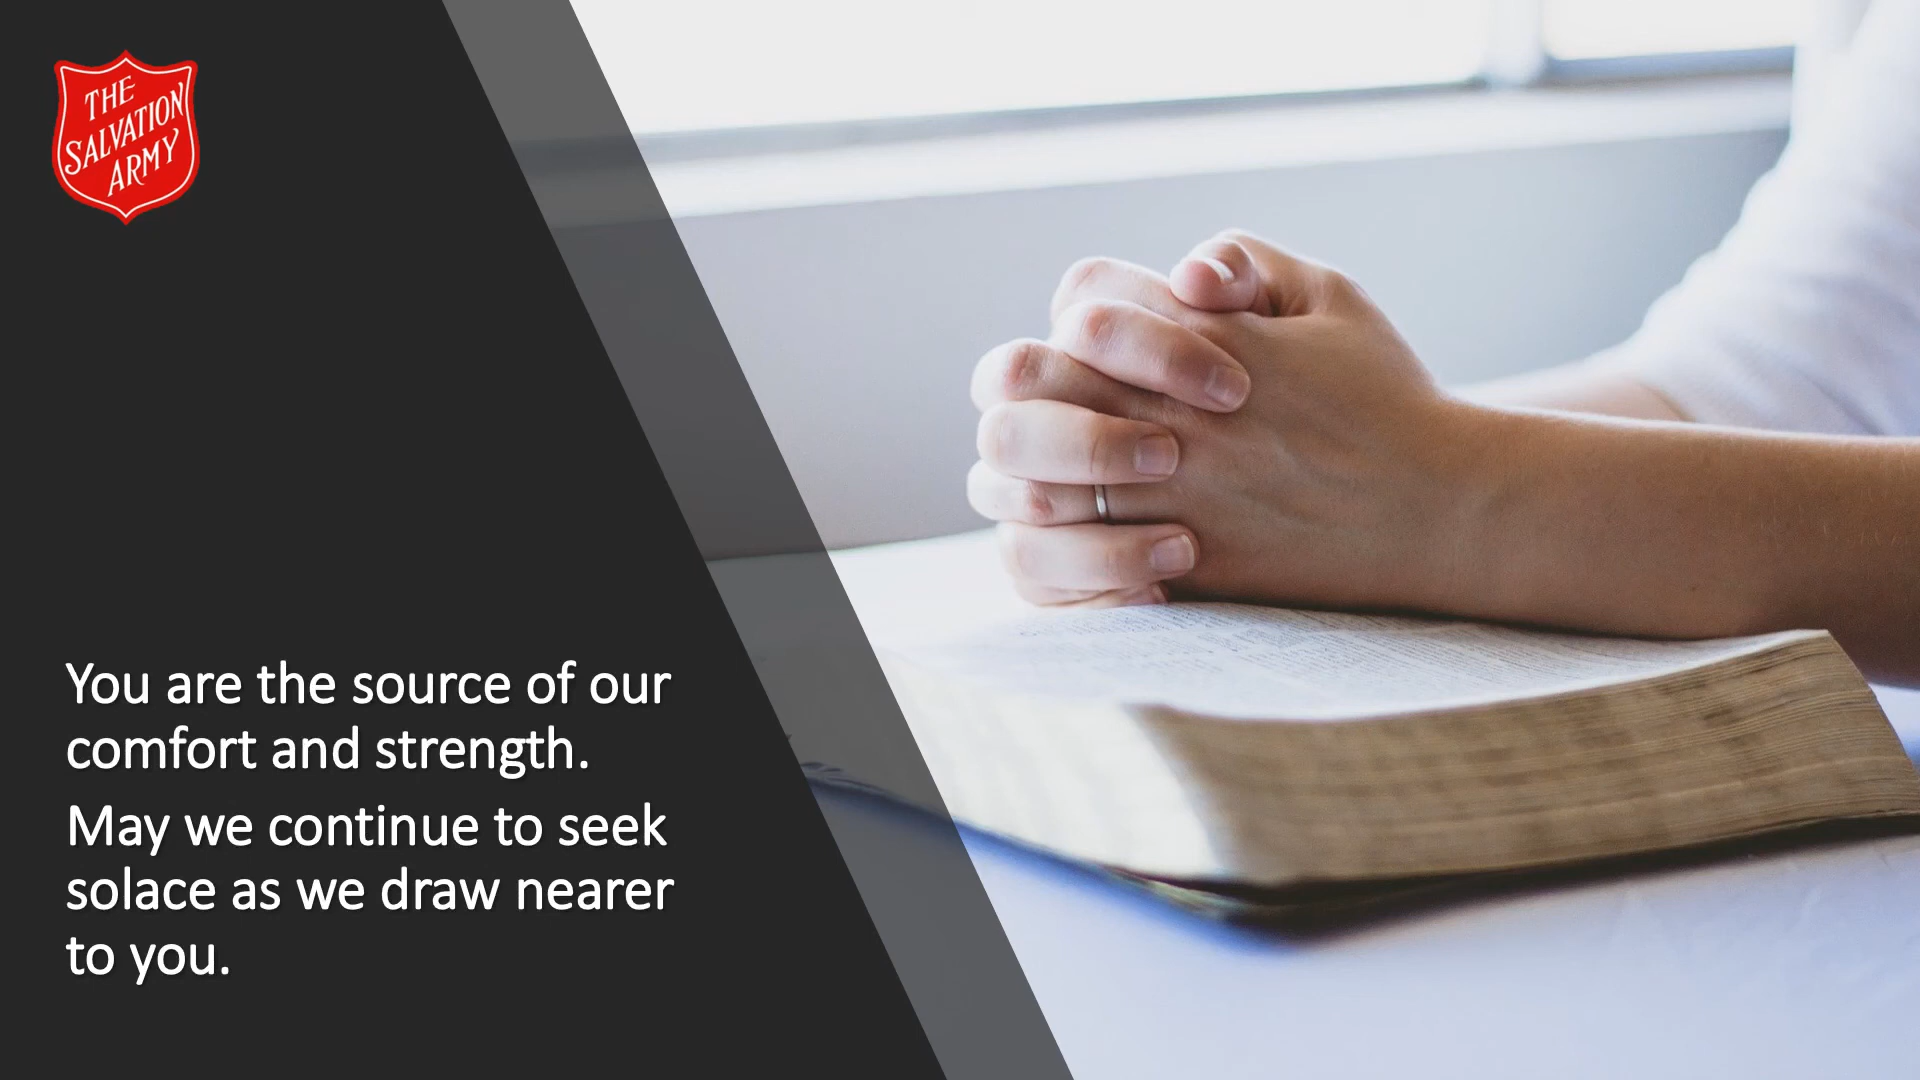 THE
SALVATION
ARMY
You are the source of our
comfort and strength.
May we continue to seek
solace as we draw nearer
to you.